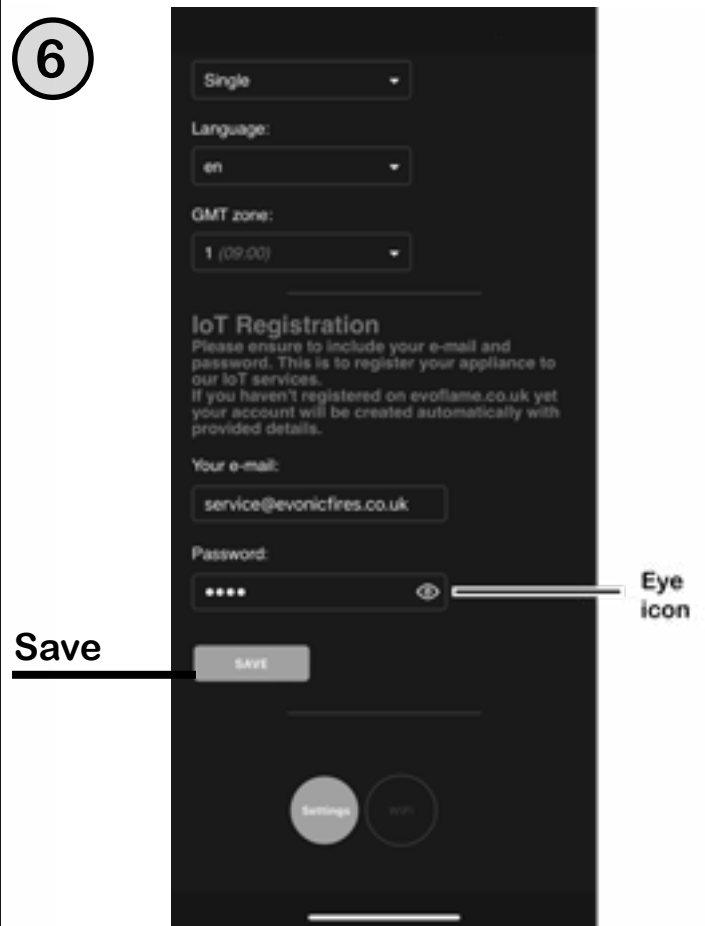 6
Single
Language:
en
GMT zone:
1 (09:00)
IoT Registration
Please ensure to include your e-mail and
password. This is to register your appliance to
our IoT services.
If you haven't registered on evoflame.co.uk yet
your account will be created automatically with
provided details.
Your e-mail:
service@evonicfires.co.uk
Password:
••••
Eye
icon
Save
SAVE
Settings
WiFi